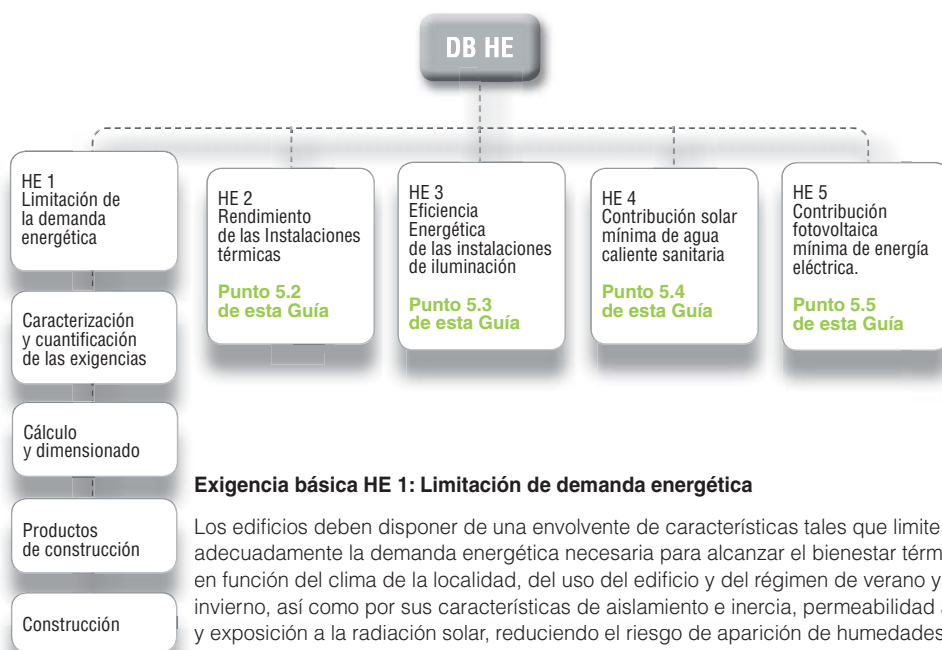 DB HE
HE 1
Limitación de
la demanda
energética
HE 2
Rendimiento
de las Instalaciones
térmicas
Punto 5.2
de esta Guía
HE 3
Eficiencia
Energética
de las instalaciones
de iluminación
Punto 5.3
de esta Guía
HE 4
Contribución solar
mínima de agua
caliente sanitaria
Punto 5.4
de esta Guía
HE 5
Contribución
fotovoltaica
mínima de energía
eléctrica.
Punto 5.5
de esta Guía
Caracterización
y cuantificación
de las exigencias
Cálculo
y dimensionado
Productos
de construcción
Construcción
Exigencia básica HE 1: Limitación de demanda energética
Los edificios deben disponer de una envolvente de características tales que limite
adecuadamente la demanda energética necesaria para alcanzar el bienestar
en función del clima de la localidad, del uso del edificio y del régimen de verano y
invierno, así como por sus características de aislamiento e inercia, permeabilidad
y exposición a la radiación solar, reduciendo el riesgo de aparición de humedades